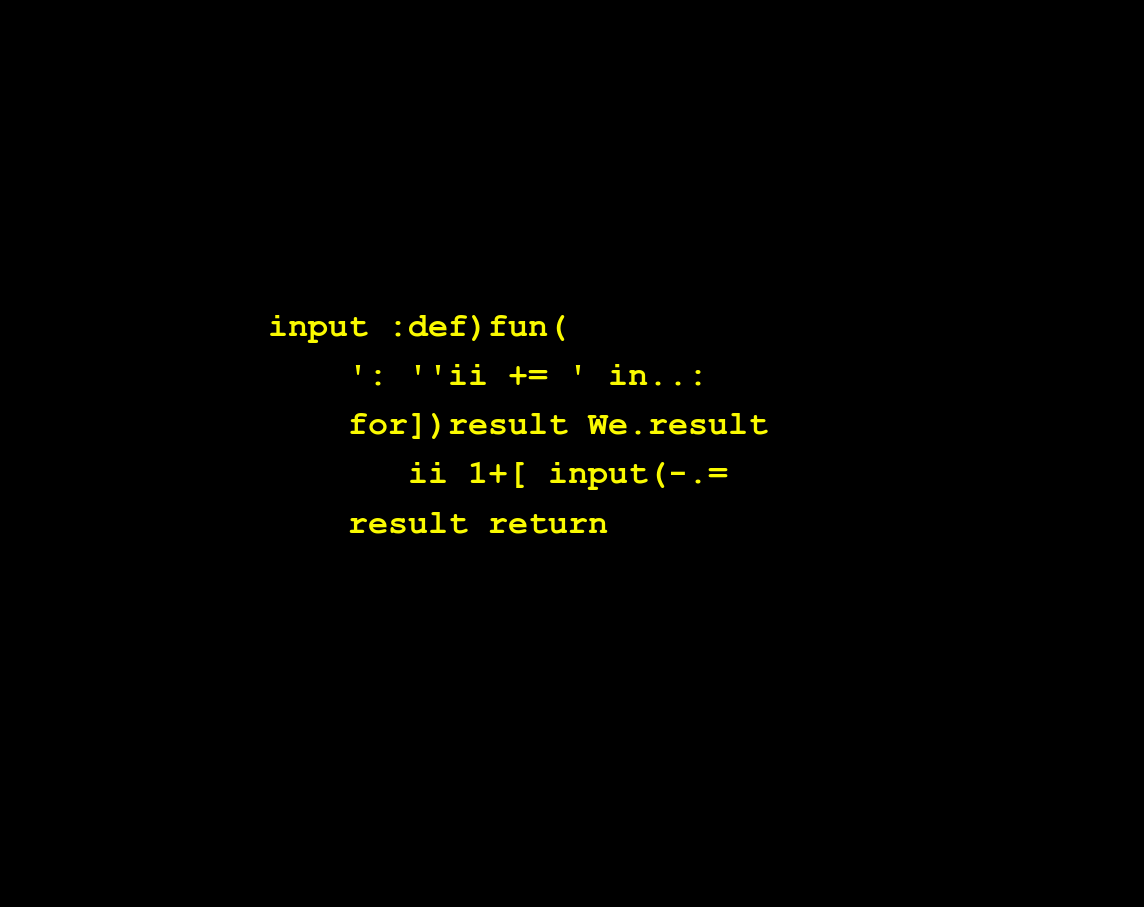 input :def)fun(
': ''ii += ' in..:
for])result We.result
ii 1+[ input(-.=
result return